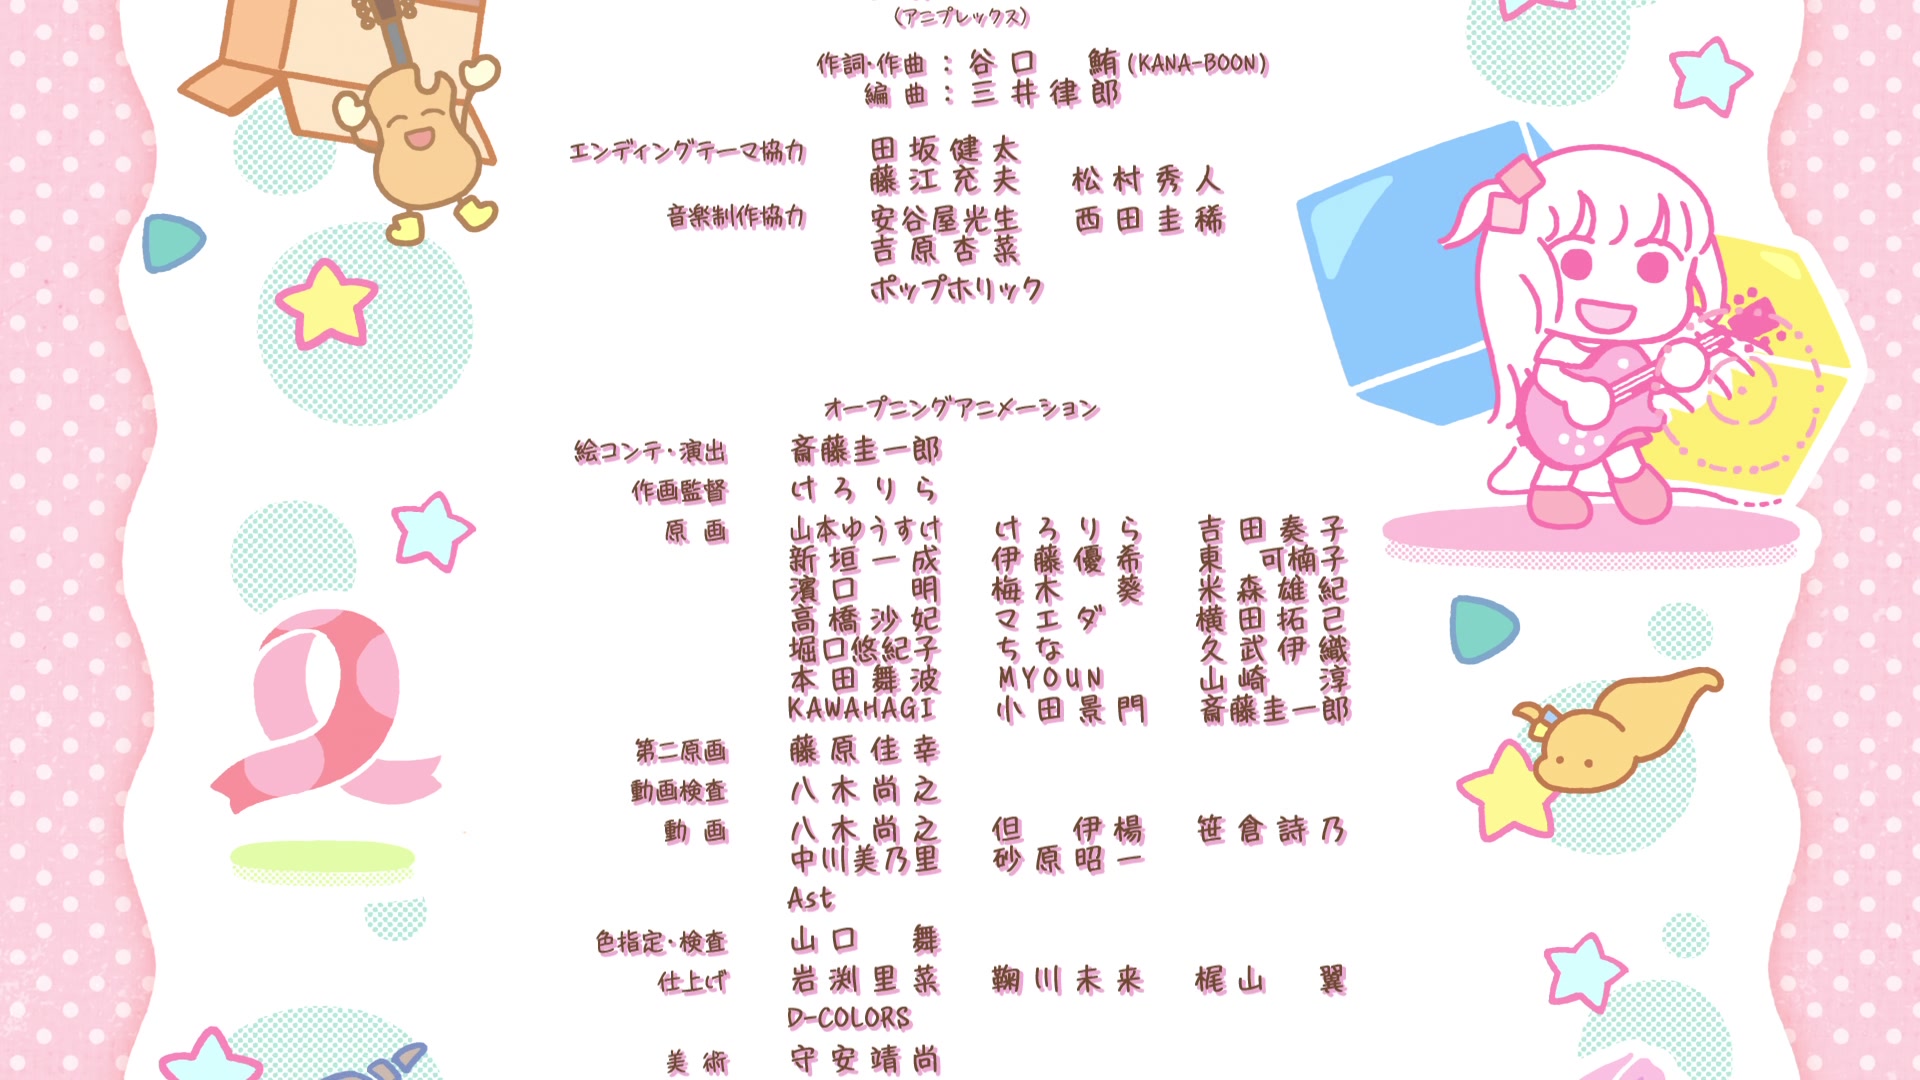 (アニプレックス)
作詞・作曲 : 谷口 鮪 (KANA-BOON)
編曲 : 三井律郎
エンディングテーマ協力 田坂健太
藤江充夫 松村秀人
音楽制作協力 安谷屋光生 西田圭稀
吉原杏菜
ポップホリック
オープニングアニメーション
絵コンテ・演出 斎藤圭一郎
作画監督 けろりら
原画 山本ゆうすけ けろりら 吉田奏子
新垣一成 伊藤優希 東 可楠子
濱口 明 梅木 葵 米森雄紀
高橋沙妃 マエダ 横田拓己
堀口悠紀子 ちな 久武伊織
本田舞波 MYOUN 山崎 淳
KAWAHAGI 小田景門 斎藤圭一郎
第二原画 藤原佳幸
動画検査 八木尚之
動画 八木尚之 但 伊楊 笹倉詩乃
中川美乃里 砂原昭一
Ast
色指定・検査 山口 舞
仕上げ 岩渕里菜 鞠川未来 梶山 翼
D-COLORS
美術 守安靖尚